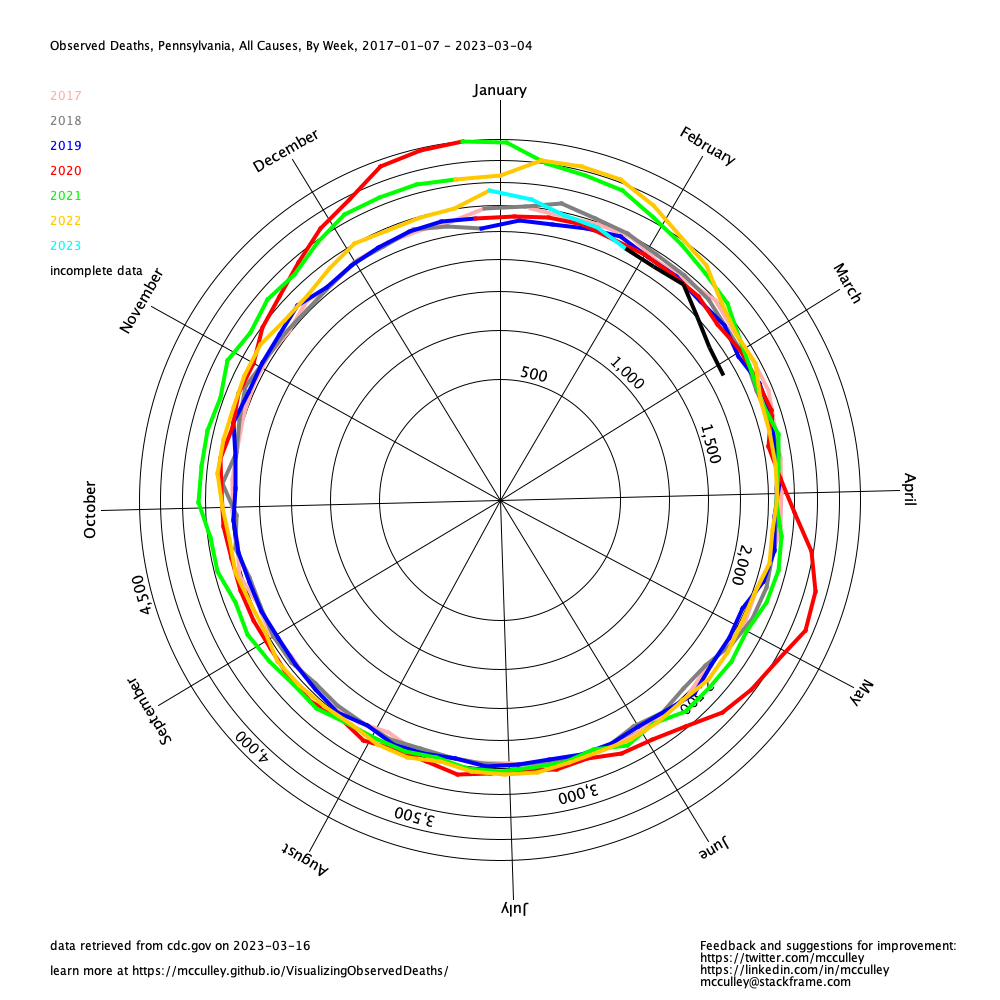 Observed Deaths, Pennsylvania, All Causes, By Week, 2017-01-07 - 2023-03-04
January
February
March
April
May
June
July
August
September
October
November
December
2017
2018
2019
2020
2021
2022
2023
incomplete data
500
1,000
1,500
2,000
3,000
3,500
4,000
4,500
data retrieved from cdc.gov on 2023-03-16
learn more at https://mcculley.github.io/VisualizingObservedDeaths/
Feedback and suggestions for improvement:
https://twitter.com/mcculley
https://linkedin.com/in/mcculley
mcculley@stackframe.com